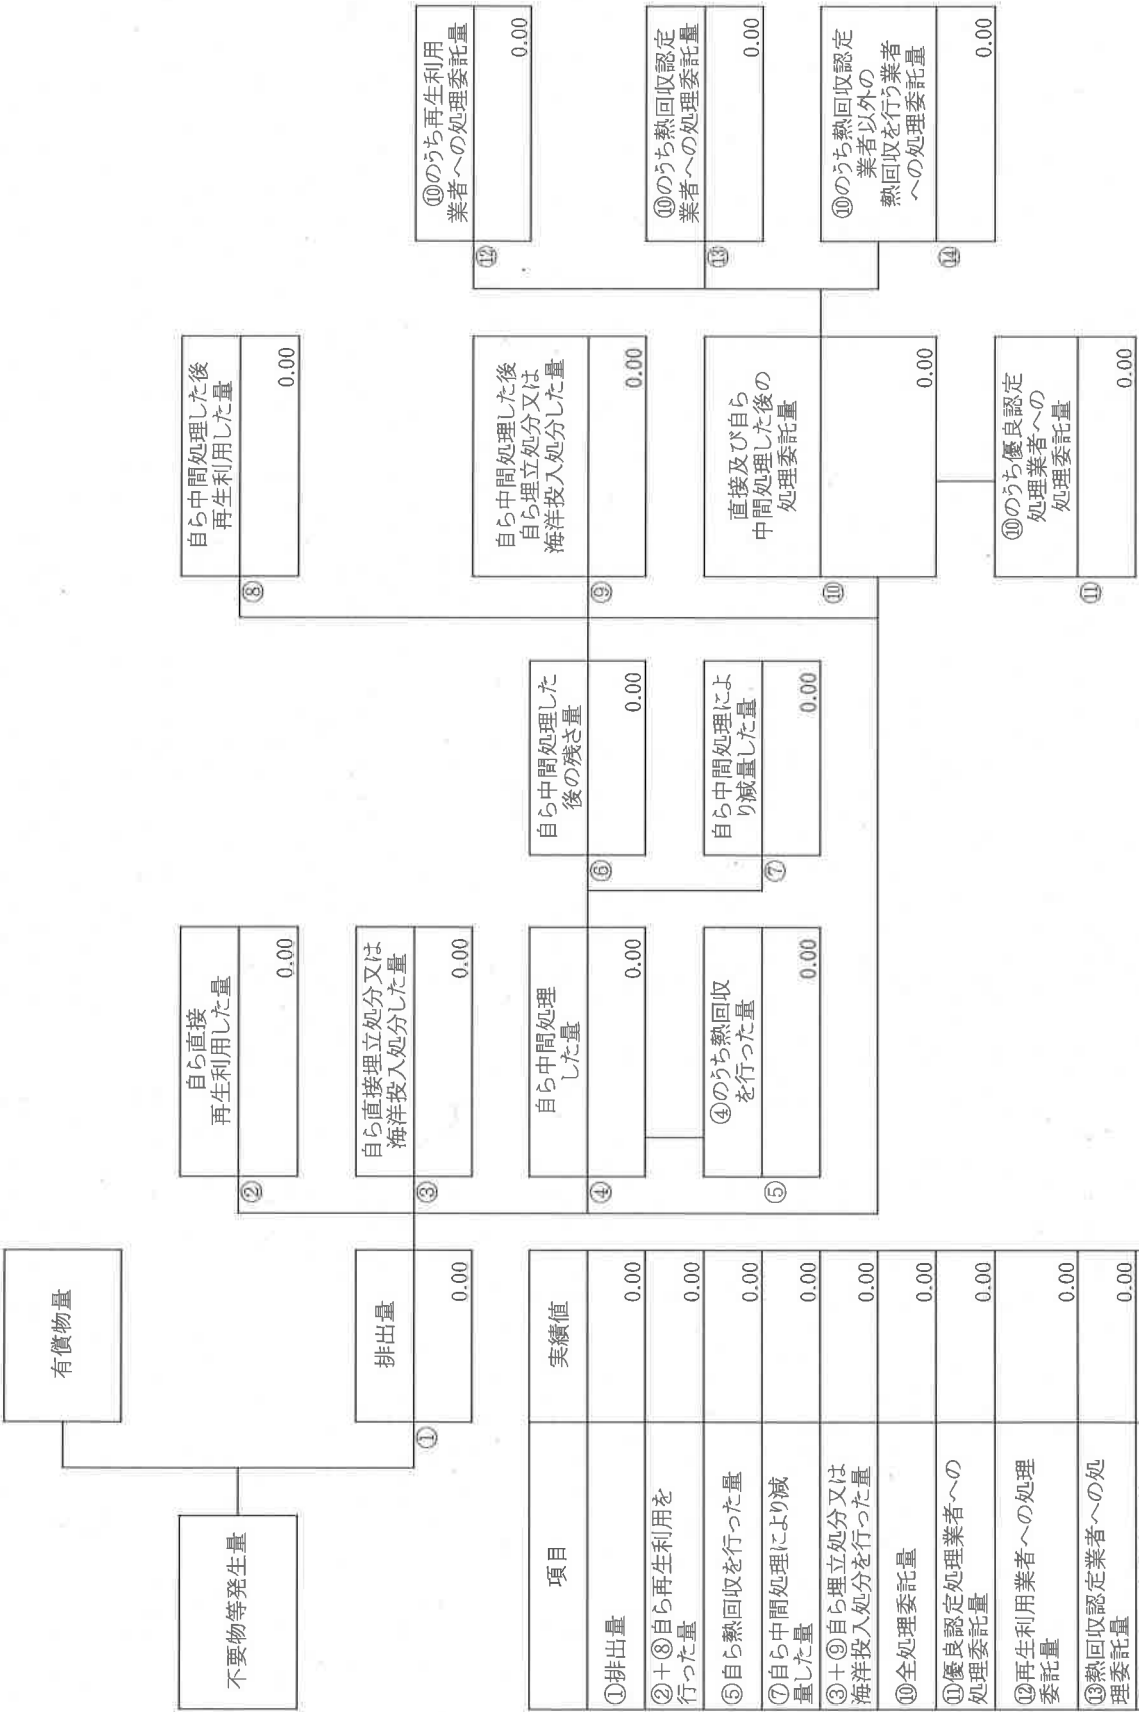 不要物等発生量
有償物量
排出量
0.00
①
自ら直接
再生利用した量
0.00
②
自ら直接埋立処分又は
海洋投入処分した量
0.00
③
自ら中間処理
した量
0.00
④
④のうち熱回収
を行った量
0.00
⑤
自ら中間処理した
後の残さ量
0.00
⑥
自ら中間処理によ
り減量した量
0.00
⑦
自ら中間処理した後
再生利用した量
0.00
⑧
自ら中間処理した後
自ら埋立処分又は
海洋投入処分した量
0.00
⑨
直接及び自ら
中間処理した後の
処理委託量
0.00
⑩
⑩のうち優良認定
処理業者への
処理委託量
0.00
⑪
⑩のうち再生利用
業者への処理委託量
0.00
⑫
⑩のうち熱回収認定
業者への処理委託量
0.00
⑬
⑩のうち熱回収認定
業者以外の
熱回収を行う業者
への処理委託量
0.00
⑭
項目 実績値
①排出量 0.00
②+⑧自ら再生利用を
行った量
0.00
⑤自ら熱回収を行った量 0.00
⑦自ら中間処理により減
量した量
0.00
③+⑨自ら埋立処分又は
海洋投入処分を行った量
0.00
⑩全処理委託量 0.00
⑪優良認定処理業者への
処理委託量
0.00
⑫再生利用業者への処理
委託量
0.00
⑬熱回収認定業者への処
理委託量
0.00